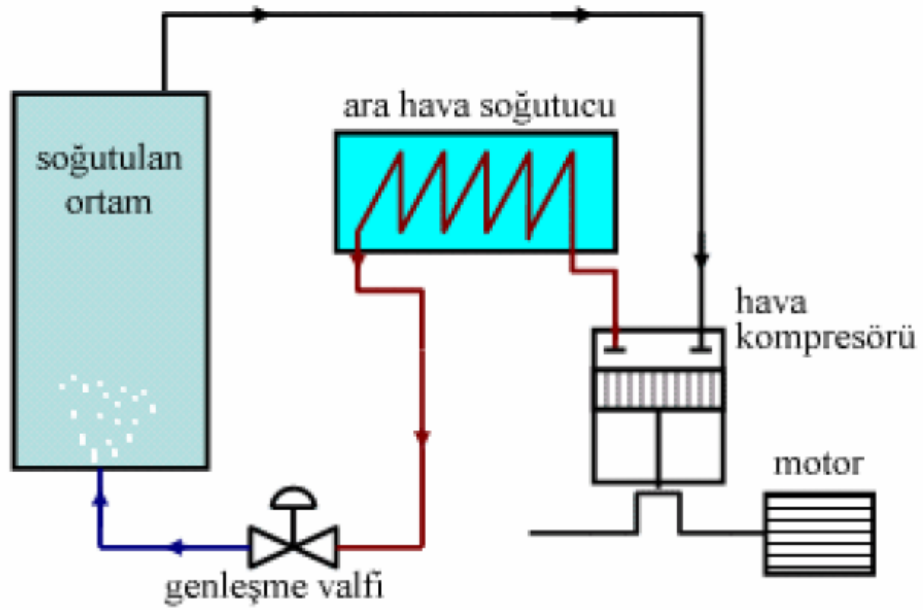 ara hava soğutucu
soğutulan
ortam
hava
kompresörü
motor
genleşme valfi